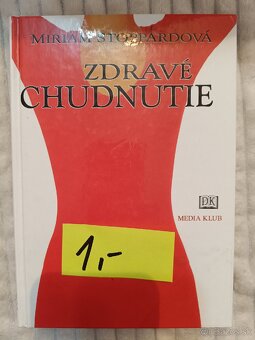 MIRIAM STOPPARDOVÁ
ZDRAVÉ
CHUDNUTIE
DK
MEDIA KLUB
1,-